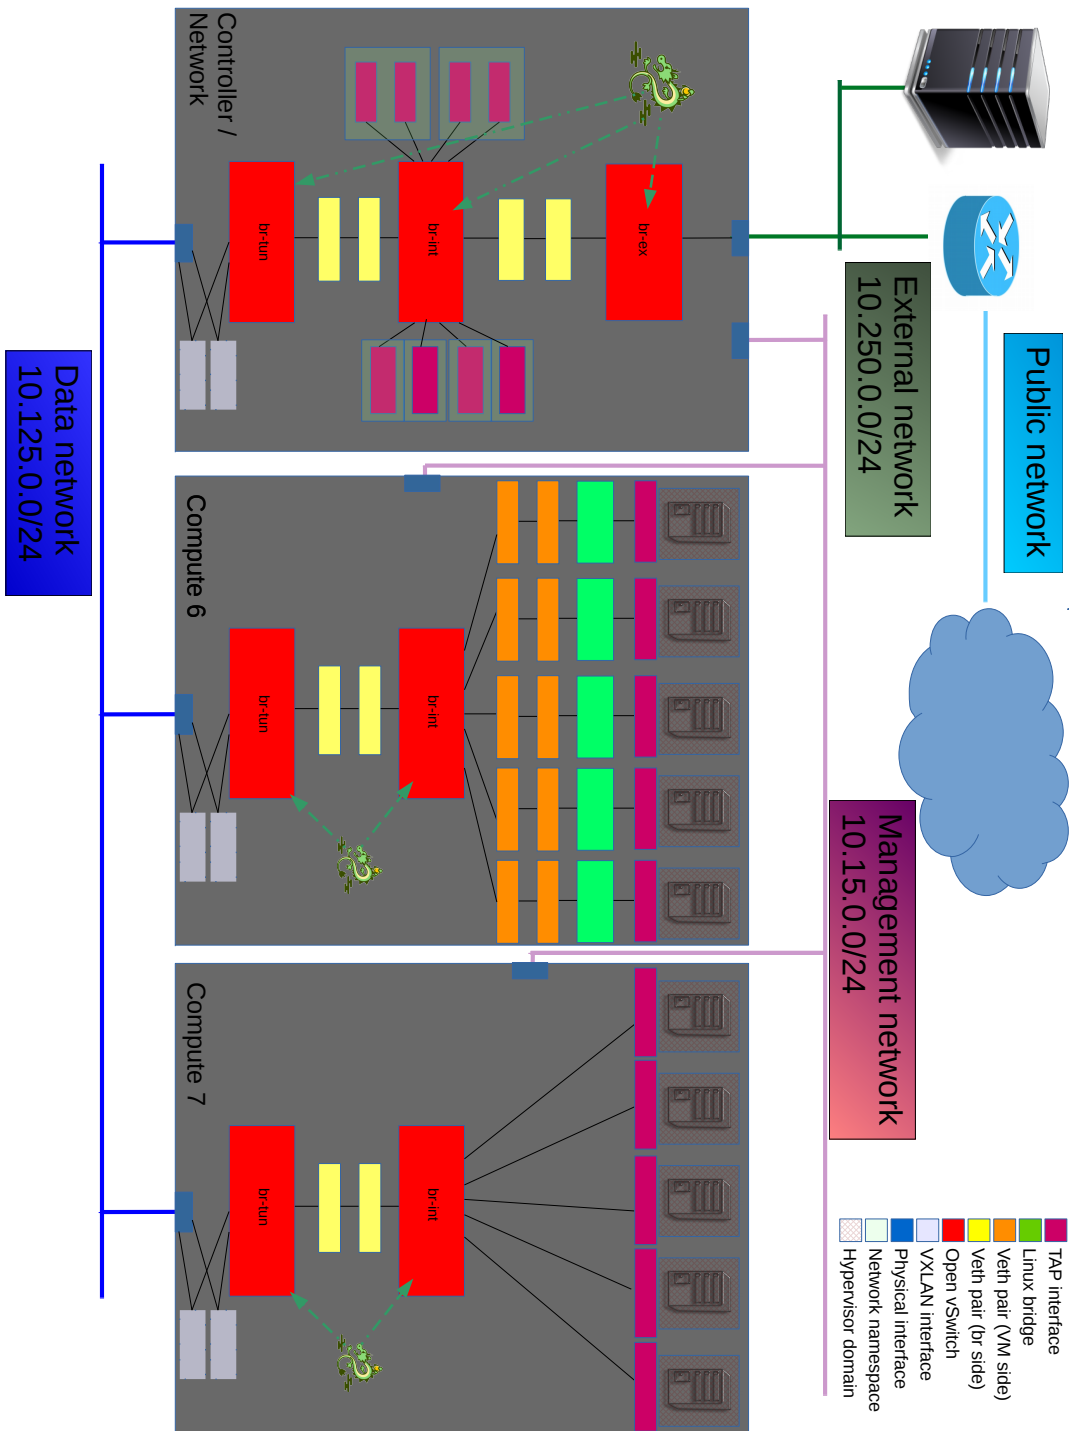 Public network
External network
10.250.0.0/24
Management network
10.15.0.0/24
TAP interface
Linux bridge
Veth pair (VM side)
Veth pair (br side)
Open vSwitch
VXLAN interface
Physical interface
Network namespace
Hypervisor domain
Controller /
Network
br-ex
br-int
br-tun
Compute 6
br-int
br-tun
Compute 7
br-int
br-tun
Data network
10.125.0.0/24